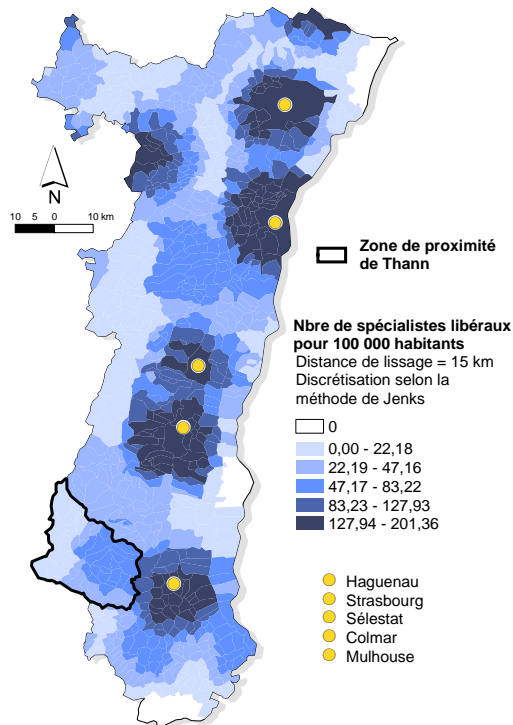 N
10 5 0 10 km
Zone de proximité
de Thann
Nbre de spécialistes libéraux
pour 100 000 habitants
Distance de lissage = 15 km
Discrétisation selon la
méthode de Jenks
0
0,00 - 22,18
22,19 - 47,16
47,17 - 83,22
83,23 - 127,93
127,94 - 201,36
Haguenau
Strasbourg
Sélestat
Colmar
Mulhouse